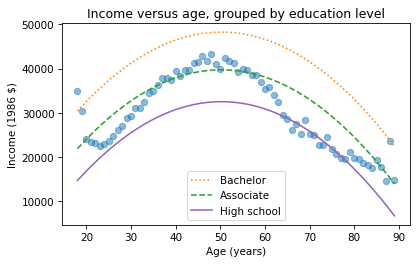 Income versus age, grouped by education level
50000
40000
30000
20000
10000
Income (1986 $)
Bachelor
Associate
High school
20 30 40 50 60 70 80 90
Age (years)